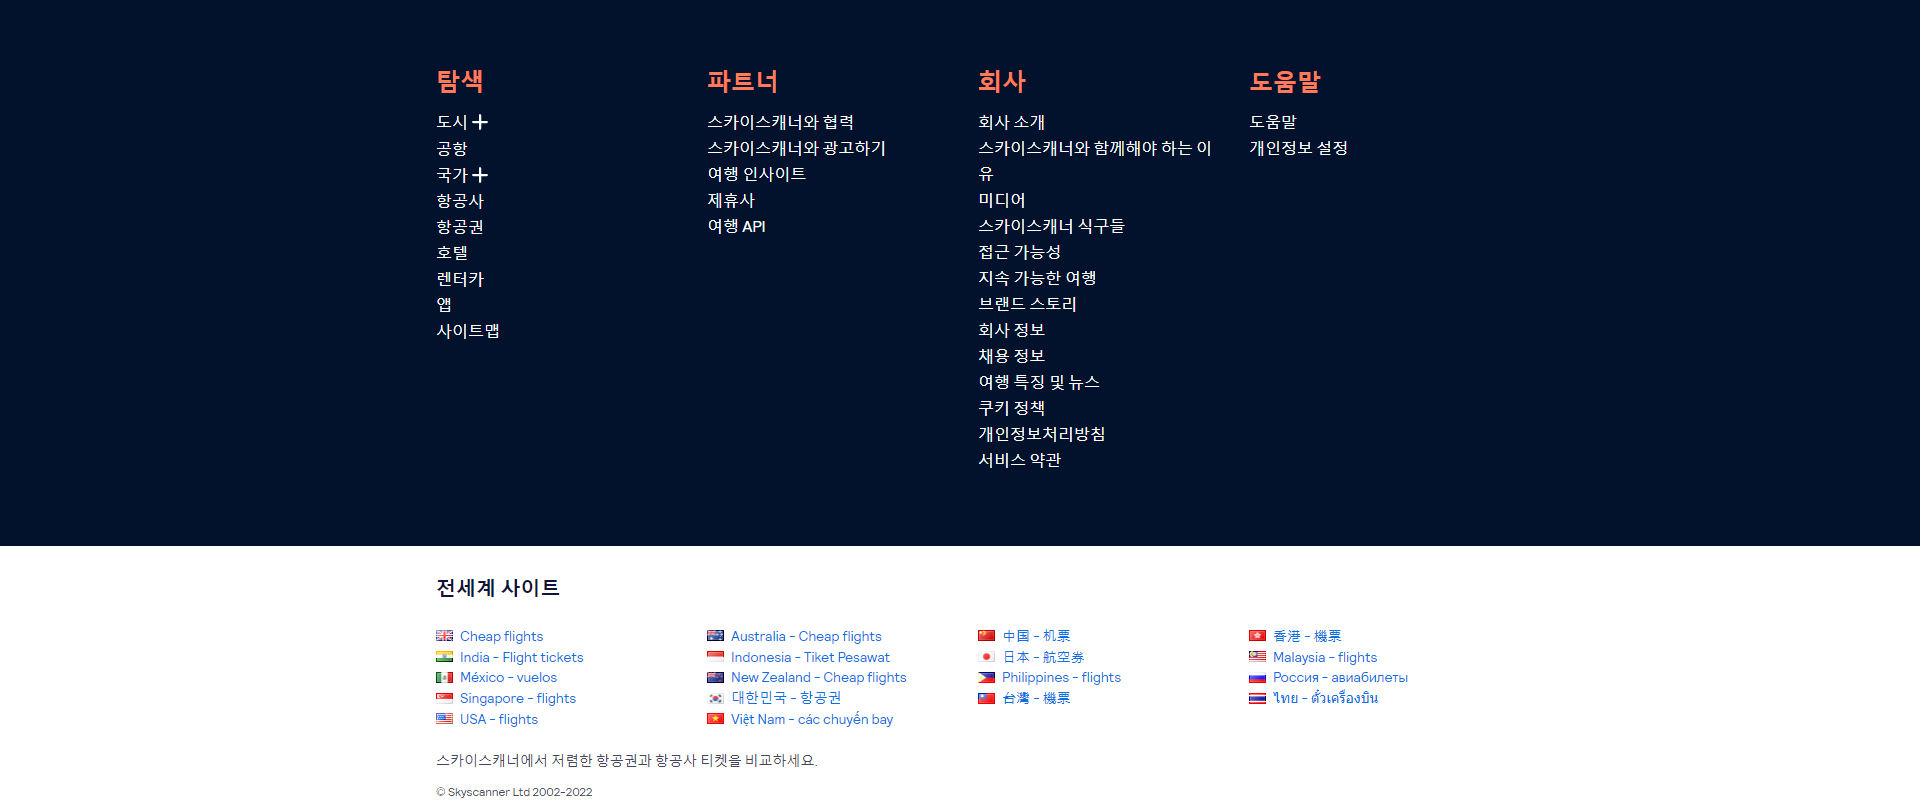 탐색
도시
공항
국가
항공사
항공권
호텔
렌터카
앱
사이트맵
파트너
스카이스캐너와 협력
스카이스캐너와 광고하기
여행 인사이트
제휴사
여행 API
회사
회사 소개
스카이스캐너와 함께해야 하는 이
유
미디어
스카이스캐너 식구들
접근 가능성
지속 가능한 여행
브랜드 스토리
회사 정보
채용 정보
여행 특징 및 뉴스
쿠키 정책
개인정보처리방침
서비스 약관
도움말
도움말
개인정보 설정
전세계 사이트
Cheap flights
India - Flight tickets
México - vuelos
Singapore - flights
USA - flights
Australia - Cheap flights
Indonesia - Tiket Pesawat
New Zealand - Cheap flights
대한민국 - 항공권
Việt Nam - các chuyến bay
中国 - 机票
日本 - 航空券
Philippines - flights
台灣 - 機票
香港 - 機票
Malaysia - flights
Россия - авиабилеты
ไทย - ตั๋วเครื่องบิน
스카이스캐너에서 저렴한 항공권과 항공사 티켓을 비교하세요.
© Skyscanner Ltd 2002-2022